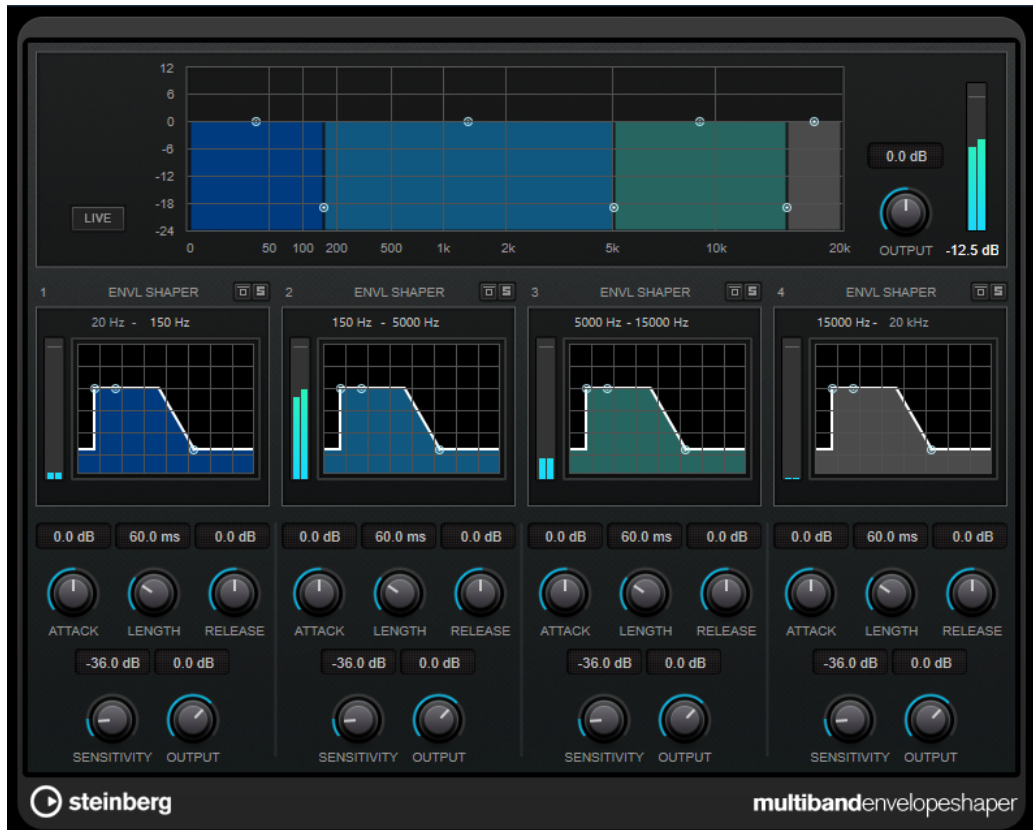 12
6
0
-6
-12
-18
-24
LIVE
0 50 100 200 500 1k 2k 5k 10k 20k
0.0 dB
OUTPUT -12.5 dB
1 ENVL SHAPER S 2 ENVL SHAPER S 3 ENVL SHAPER S 4 ENVL SHAPER S
20 Hz - 150 Hz 150 Hz - 5000 Hz 5000 Hz - 15000 Hz 15000 Hz - 20 kHz
0.0 dB 60.0 ms 0.0 dB 0.0 dB 60.0 ms 0.0 dB 0.0 dB 60.0 ms 0.0 dB 0.0 dB 60.0 ms 0.0 dB
ATTACK LENGTH RELEASE ATTACK LENGTH RELEASE ATTACK LENGTH RELEASE ATTACK LENGTH RELEASE
-36.0 dB 0.0 dB -36.0 dB 0.0 dB -36.0 dB 0.0 dB -36.0 dB 0.0 dB
SENSITIVITY OUTPUT SENSITIVITY OUTPUT SENSITIVITY OUTPUT SENSITIVITY OUTPUT
steinberg multibandenvelopeshaper